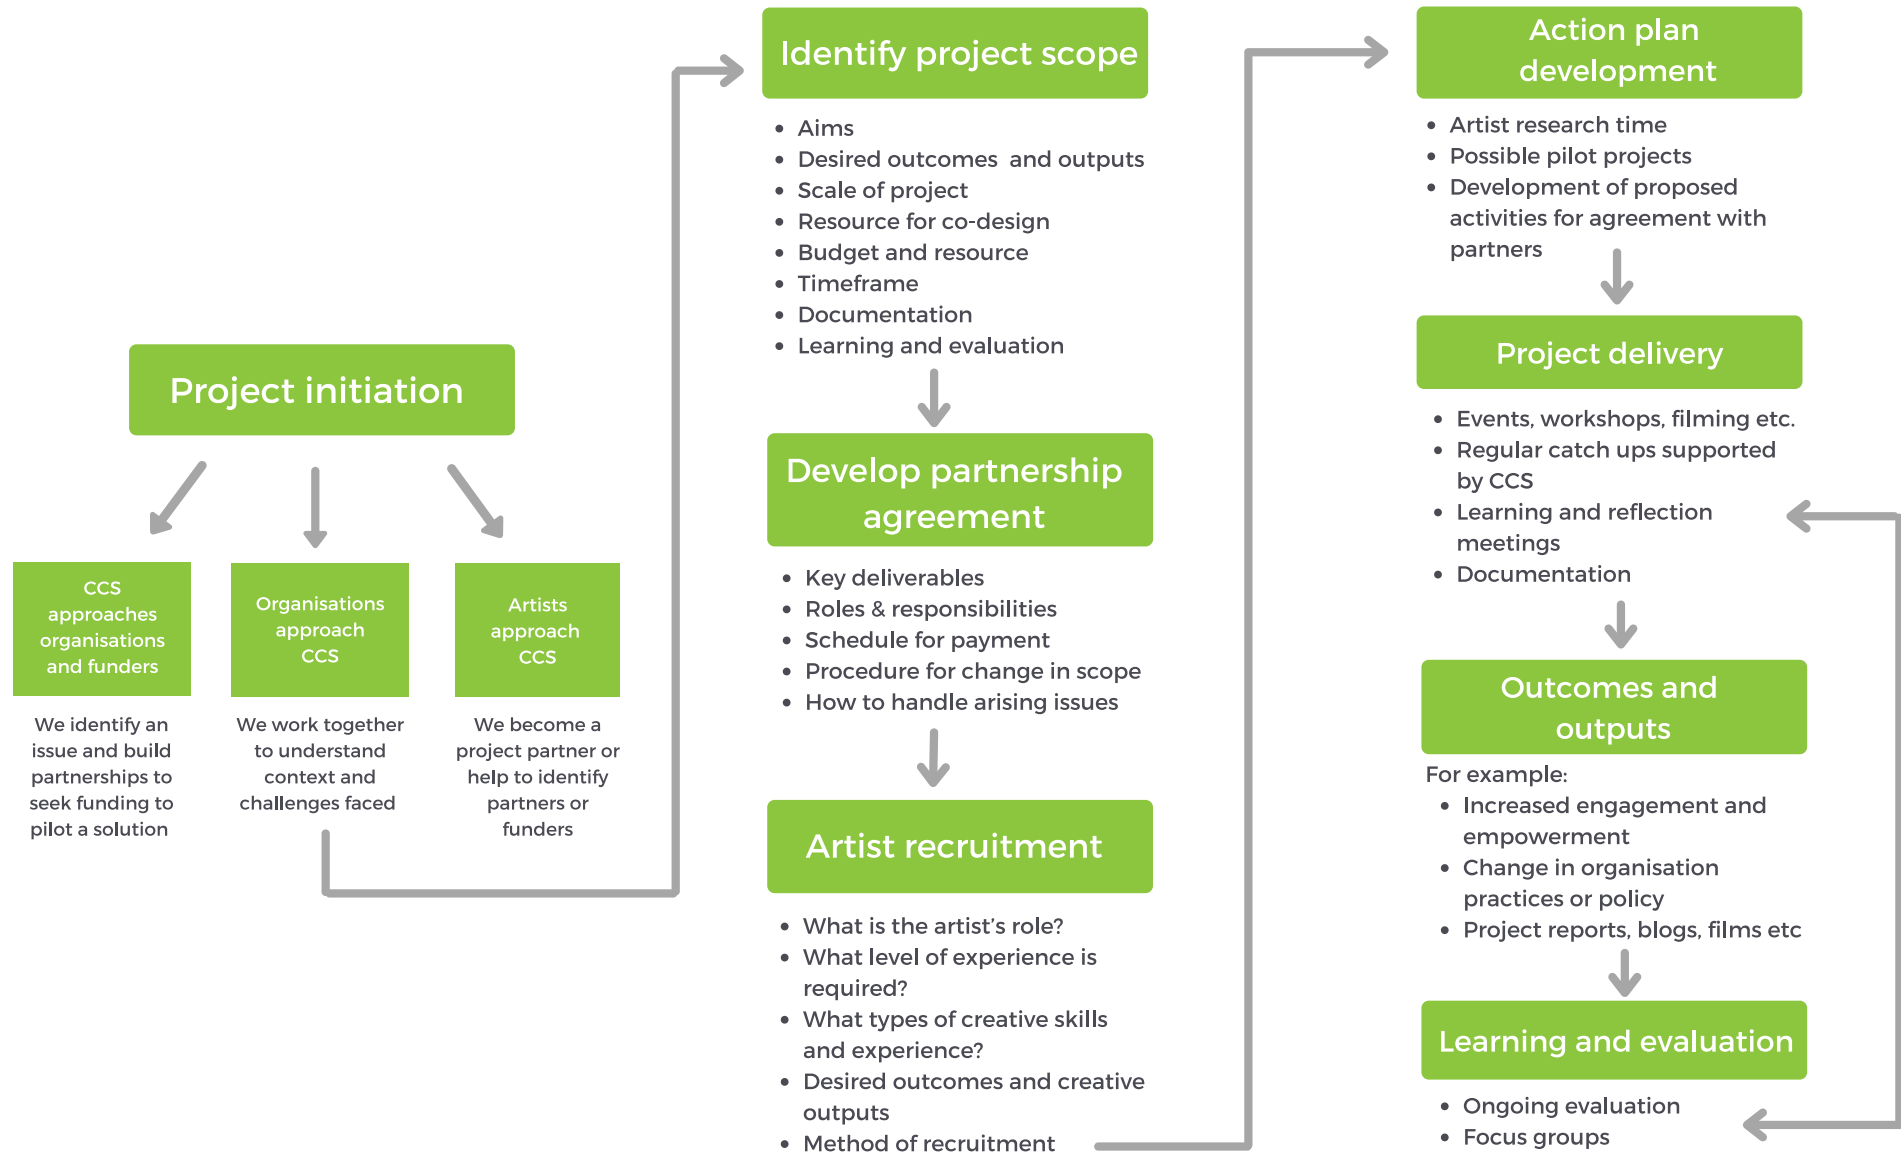 Project initiation
CCS
approaches
organisations
and funders
We identify an
issue and build
partnerships to
seek funding to
pilot a solution
Organisations
approach
CCS
We work together
to understand
context and
challenges faced
Artists
approach
CCS
We become a
project partner or
help to identify
partners or
funders
Identify project scope
• Aims
• Desired outcomes and outputs
• Scale of project
• Resource for co-design
• Budget and resource
• Timeframe
• Documentation
• Learning and evaluation
Develop partnership
agreement
• Key deliverables
• Roles & responsibilities
• Schedule for payment
• Procedure for change in scope
• How to handle arising issues
Artist recruitment
• What is the artist's role?
• What level of experience is
required?
• What types of creative skills
and experience?
• Desired outcomes and creative
outputs
• Method of recruitment
Action plan
development
• Artist research time
• Possible pilot projects
• Development of proposed
activities for agreement with
partners
Project delivery
• Events, workshops, filming etc.
• Regular catch ups supported
by CCS
• Learning and reflection
meetings
• Documentation
Outcomes and
outputs
For example:
• Increased engagement and
empowerment
• Change in organisation
practices or policy
• Project reports, blogs, films etc
Learning and evaluation
• Ongoing evaluation
• Focus groups